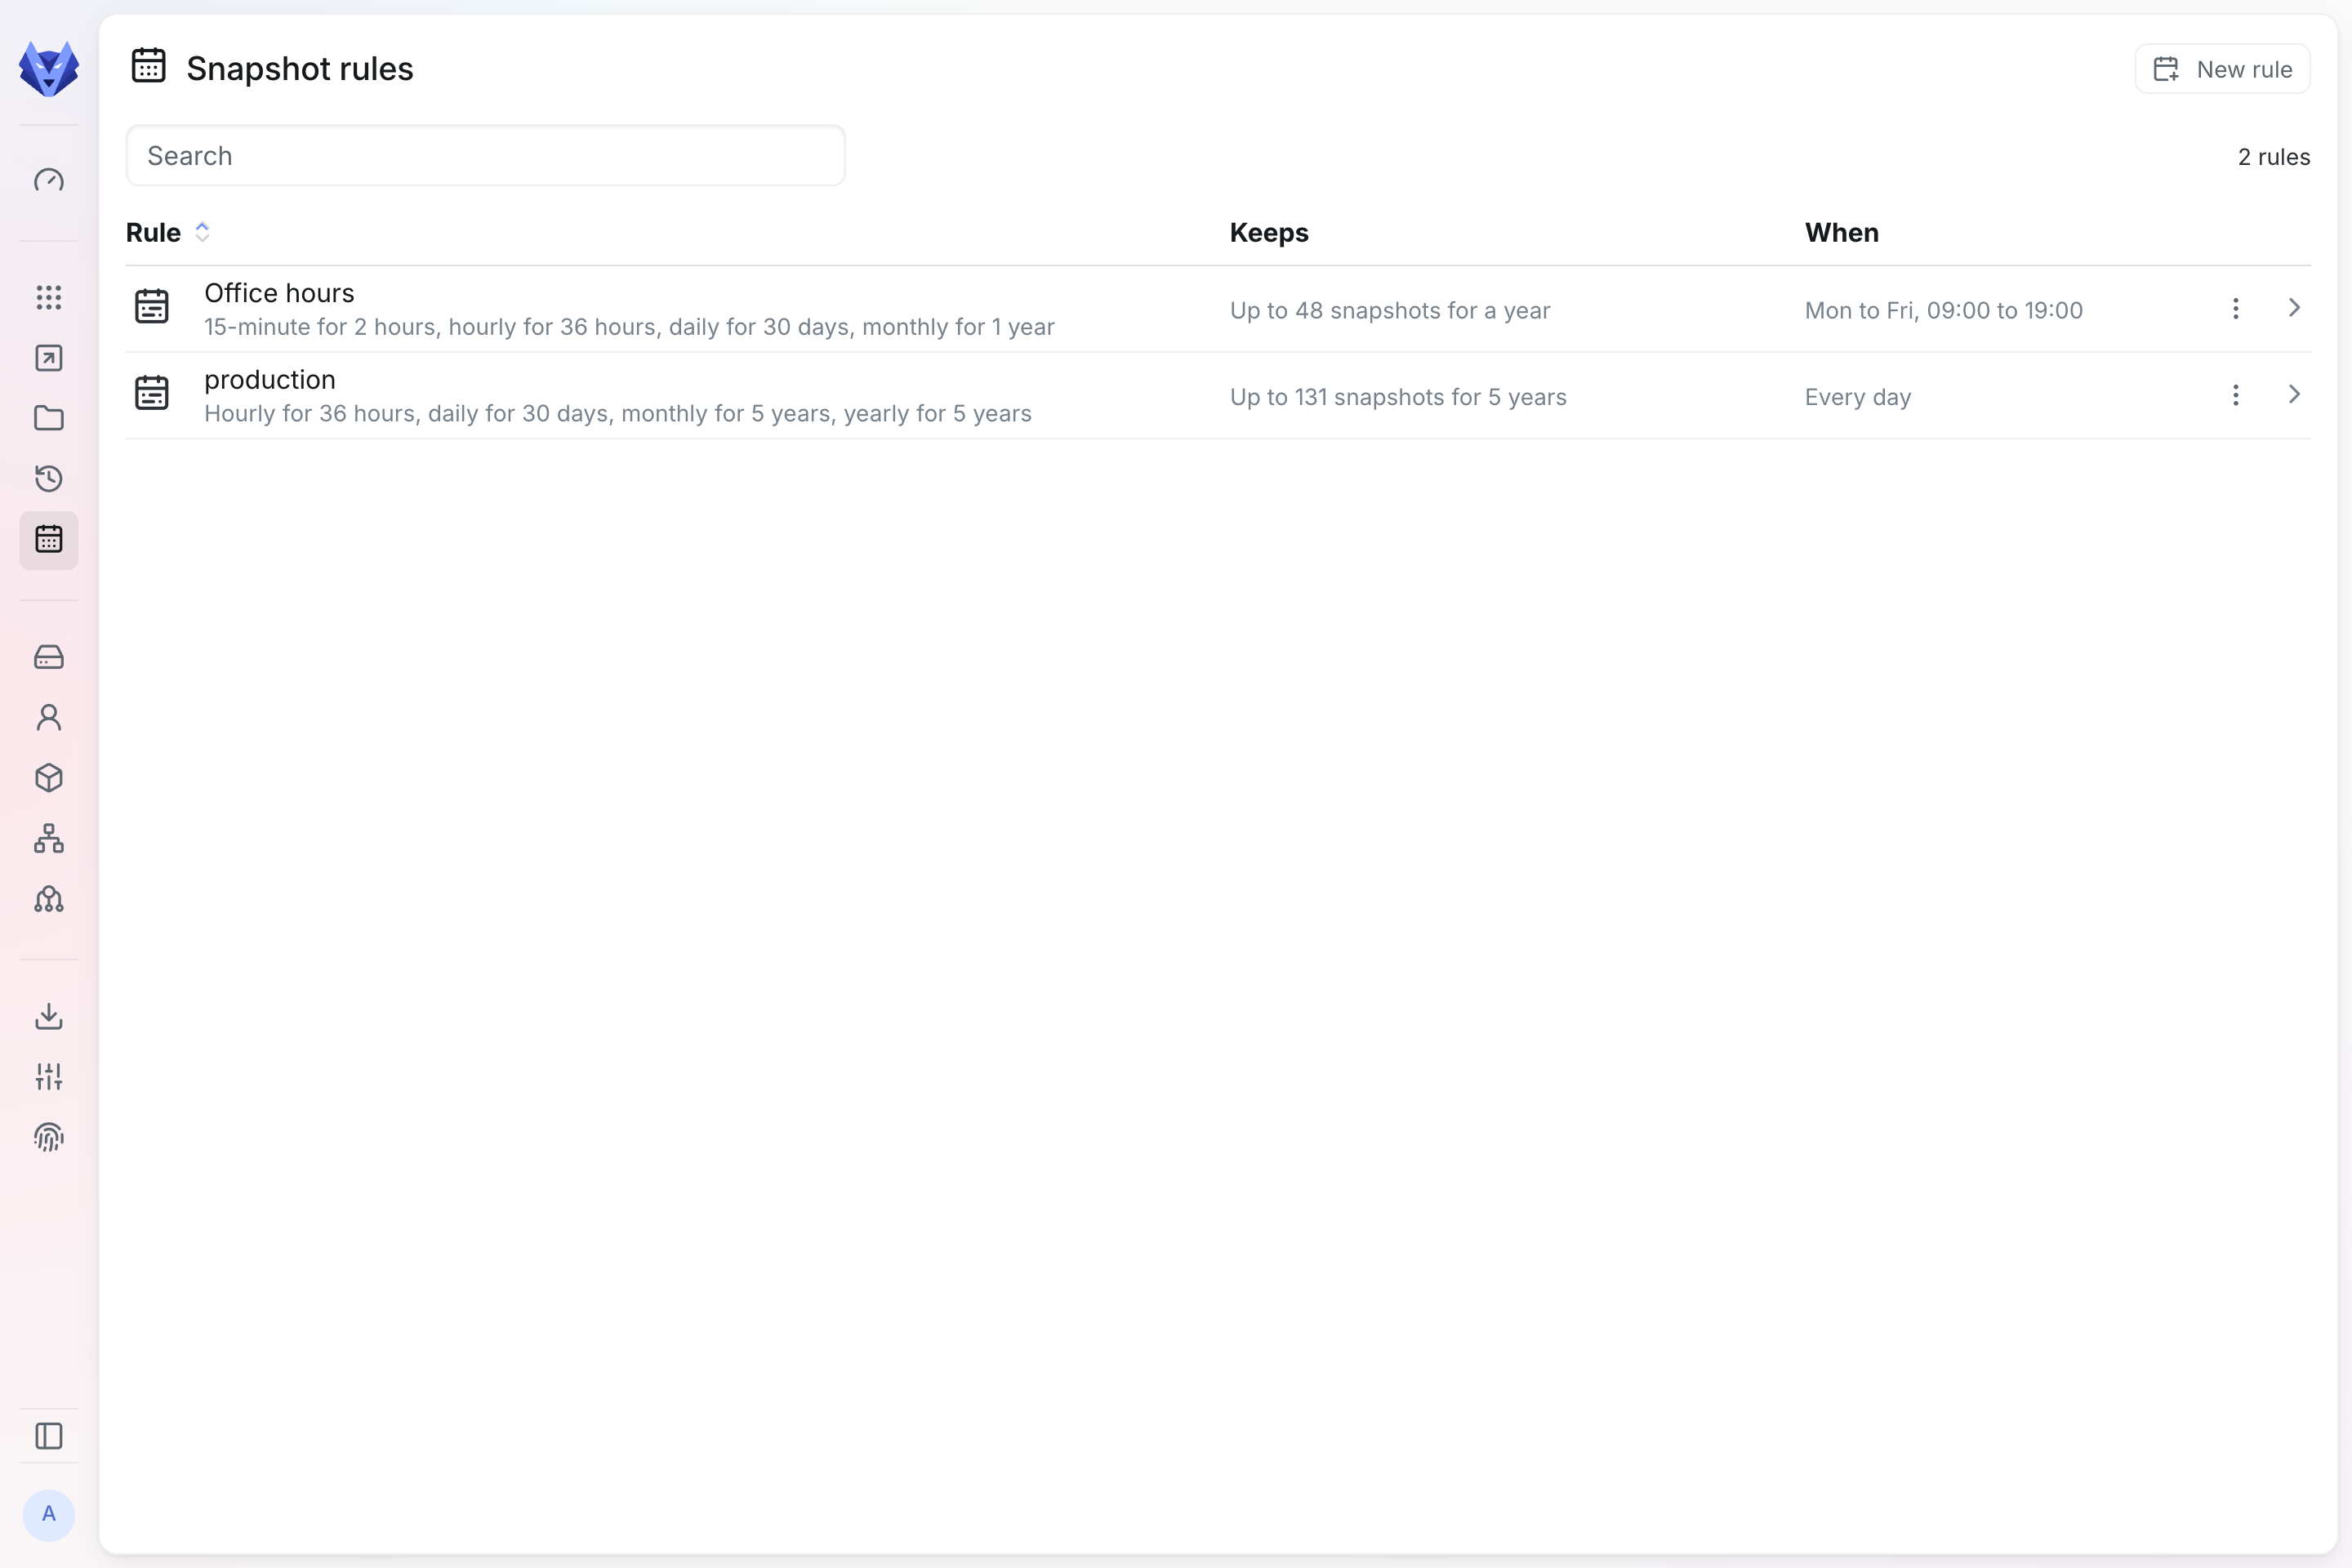 Snapshot rules
New rule
Search
2 rules
Rule
Keeps
When
Office hours
15-minute for 2 hours, hourly for 36 hours, daily for 30 days, monthly for 1 year
Up to 48 snapshots for a year
Mon to Fri, 09:00 to 19:00
production
Hourly for 36 hours, daily for 30 days, monthly for 5 years, yearly for 5 years
Up to 131 snapshots for 5 years
Every day
A